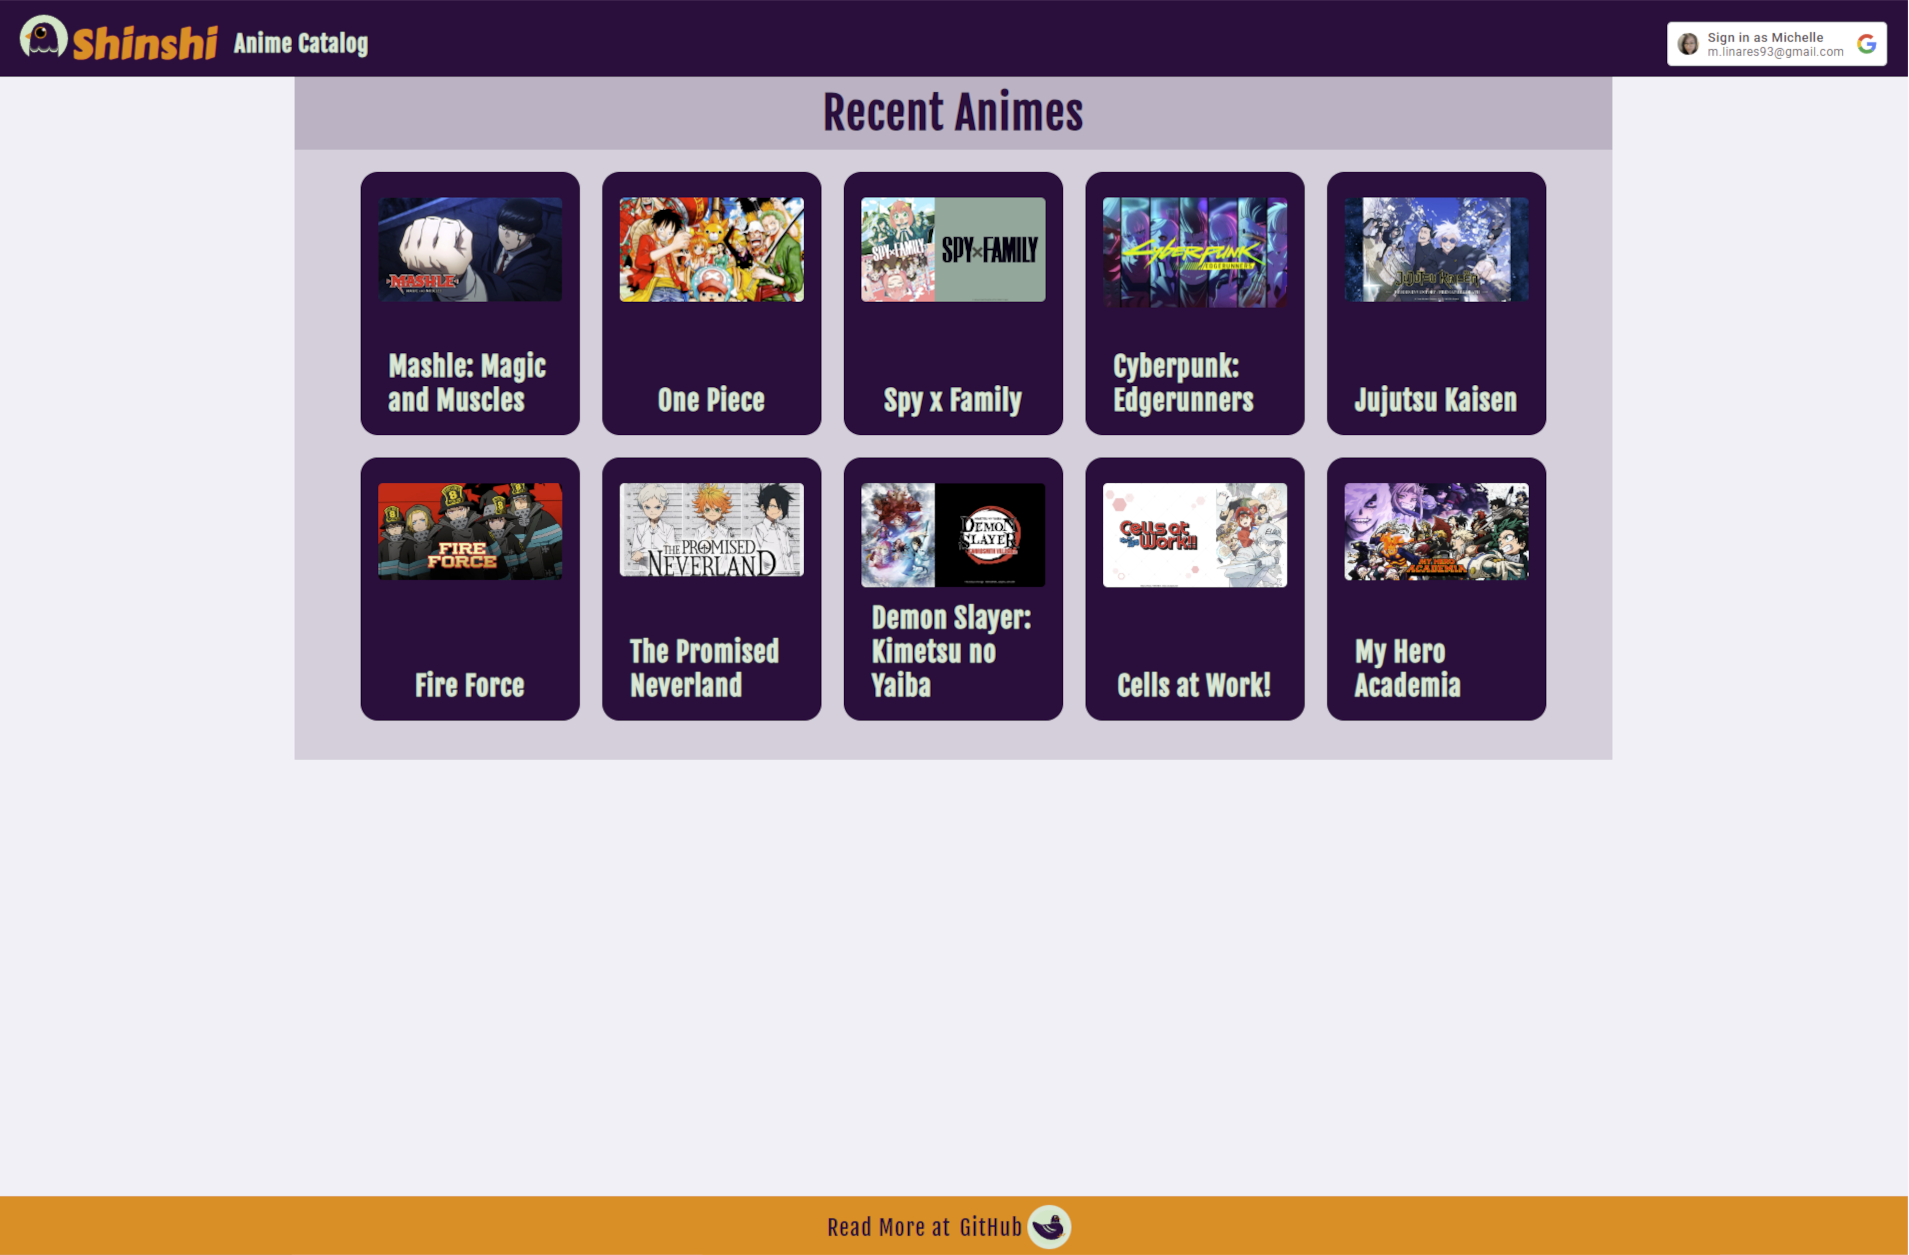 Shinshi Anime Catalog
Sign in as Michelle
m.linares93@gmail.com
Recent Animes
MASHLE
SPY×FAMILY
SPY×FAMILY
CYBERPUNK
EDGERUNNERS
JUJUTSU KAISEN
Mashle: Magic
and Muscles
One Piece
Spy x Family
Cyberpunk:
Edgerunners
Jujutsu Kaisen
FIRE
FORCE
THE PROMISED
NEVERLAND
DEMON
SLAYER
Cells at
Work!!
MY HERO
ACADEMIA
Fire Force
The Promised
Neverland
Demon Slayer:
Kimetsu no
Yaiba
Cells at Work!
My Hero
Academia
Read More at GitHub